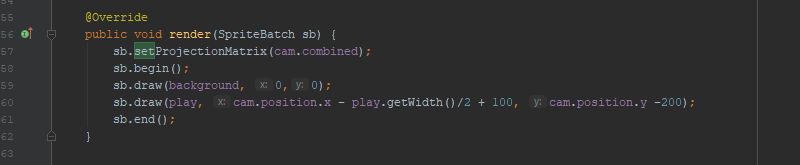 55 @Override
56 public void render(SpriteBatch sb) {
57 sb.setProjectionMatrix(cam.combined);
58 sb.begin();
59 sb.draw(background, x: 0, y: 0);
60 sb.draw(play, x: cam.position.x - play.getWidth()/2 + 100, y: cam.position.y -200);
61 sb.end();
62 }
63